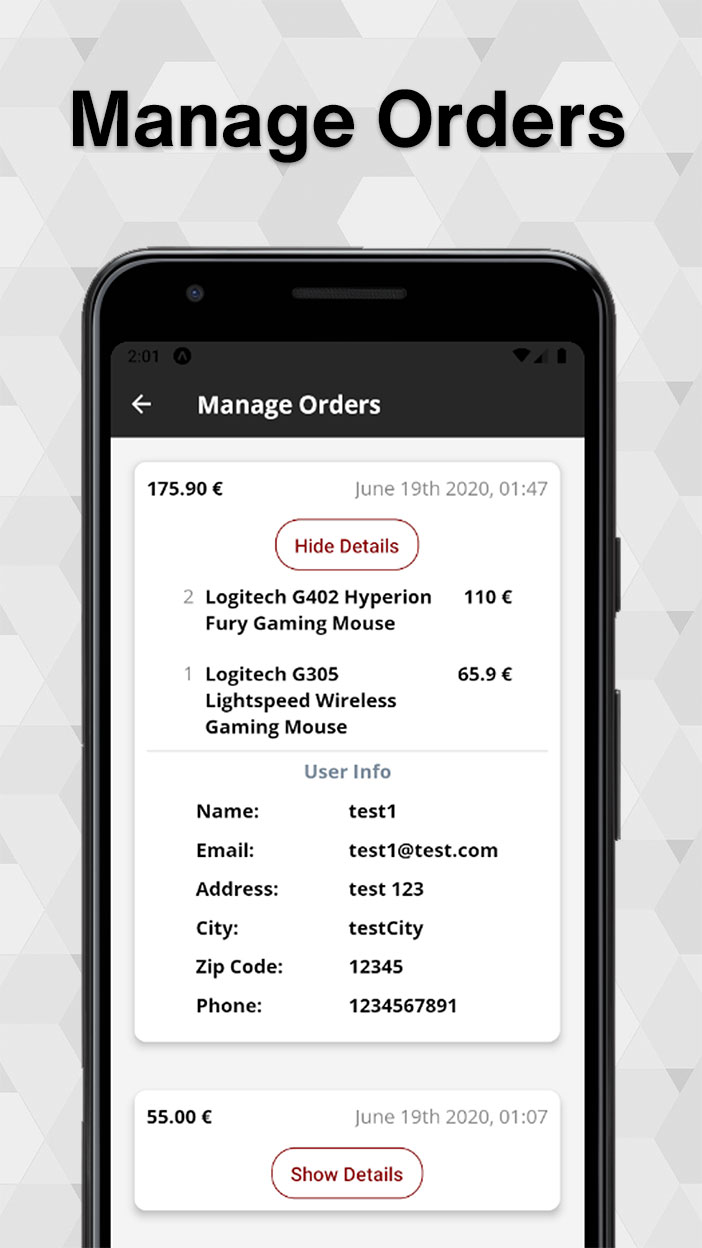 Manage Orders
2:01
Manage Orders
175.90 € June 19th 2020, 01:47
Hide Details
2 Logitech G402 Hyperion 110 €
Fury Gaming Mouse
1 Logitech G305 65.9 €
Lightspeed Wireless
Gaming Mouse
User Info
Name: test1
Email: test1@test.com
Address: test 123
City: testCity
Zip Code: 12345
Phone: 1234567891
55.00 € June 19th 2020, 01:07
Show Details